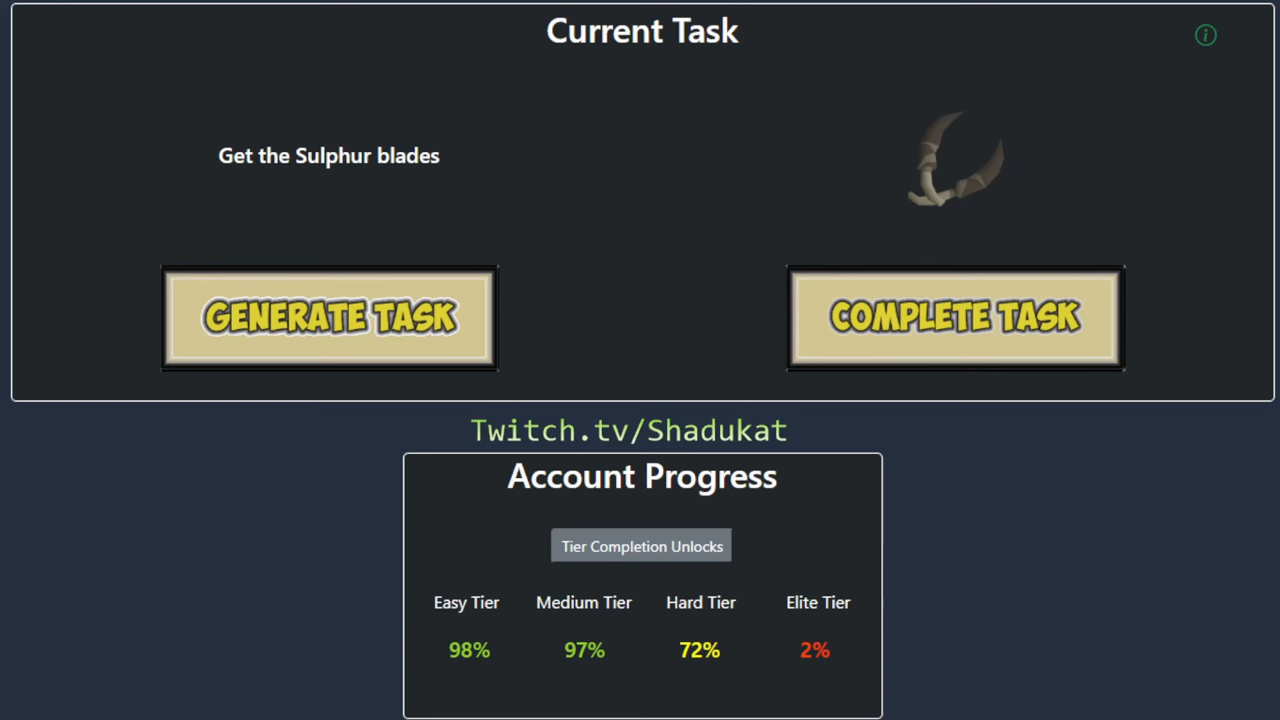 Current Task
Get the Sulphur blades
GENERATE TASK
COMPLETE TASK
Twitch.tv/Shadukat
Account Progress
Tier Completion Unlocks
Easy Tier Medium Tier Hard Tier Elite Tier
98% 97% 72% 2%